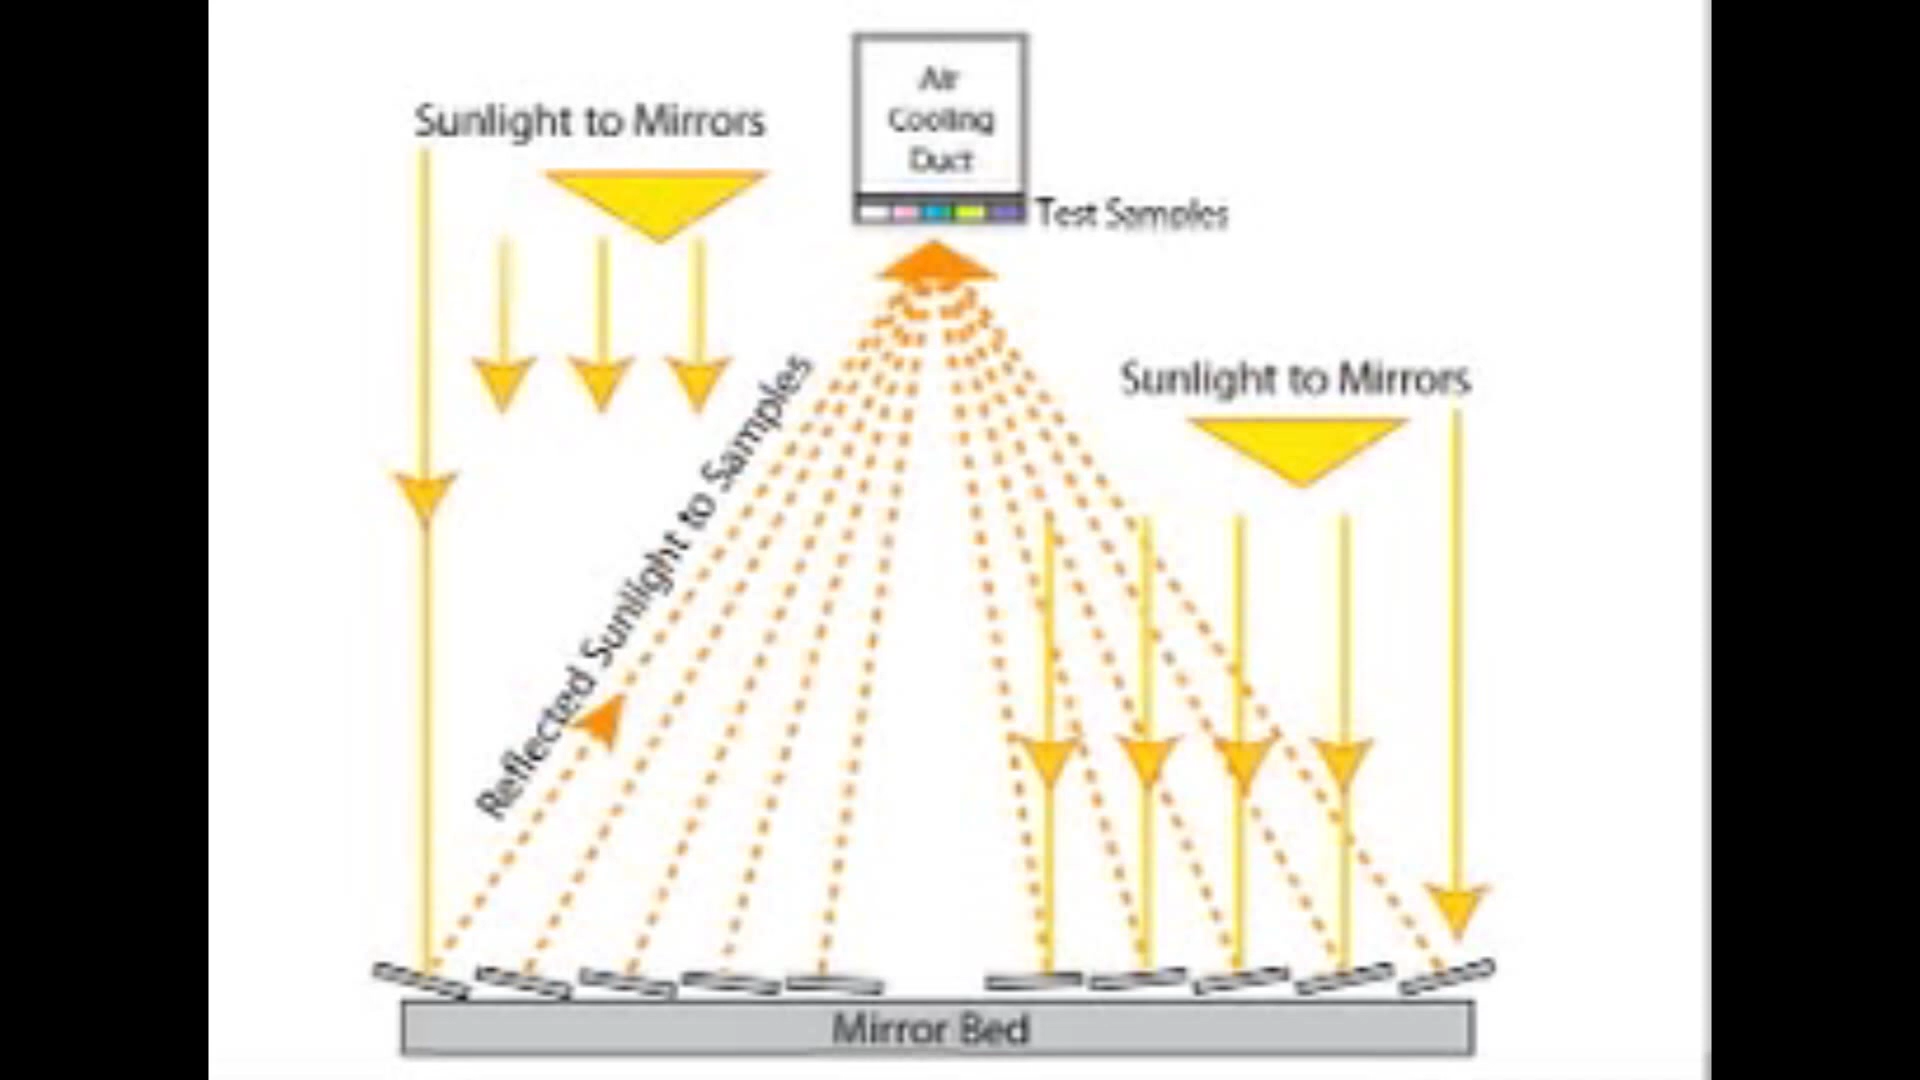 Sunlight to Mirrors
Air
Cooling
Duct
Test Samples
Sunlight to Mirrors
Reflected Sunlight to Samples
Mirror Bed